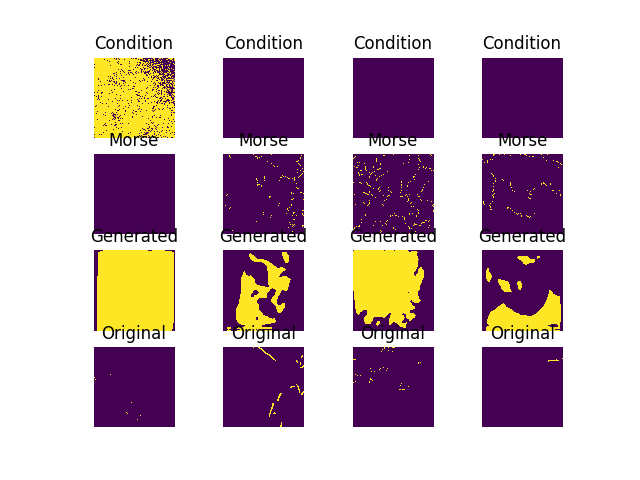 Condition Condition Condition Condition
Morse Morse Morse Morse
Generated Generated Generated Generated
Original Original Original Original